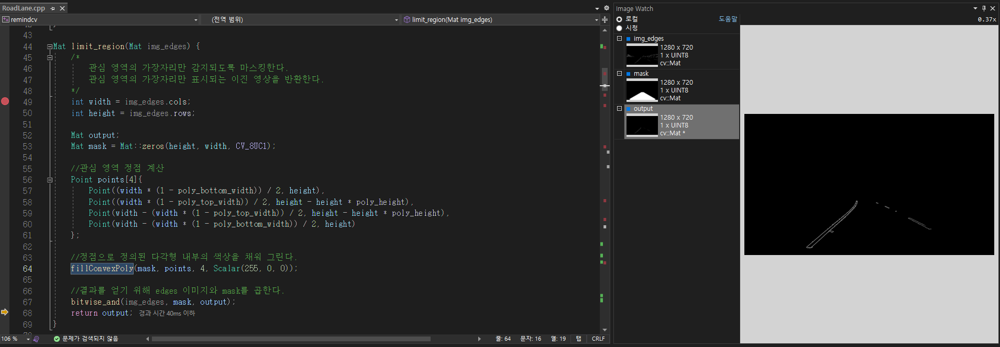 RoadLane.cpp
remindcv
(전역 범위)
limit_region(Mat img_edges)
43
44 Mat limit_region(Mat img_edges) {
45 /*
46 관심 영역의 가장자리만 감지되도록 마스킹한다.
47 관심 영역의 가장자리만 표시되는 이진 영상을 반환한다.
48 */
49 int width = img_edges.cols;
50 int height = img_edges.rows;
51
52 Mat output;
53 Mat mask = Mat::zeros(height, width, CV_8UC1);
54
55 //관심 영역 정점 계산
56 Point points[4]{
57 Point((width * (1 - poly_bottom_width)) / 2, height),
58 Point((width * (1 - poly_top_width)) / 2, height - height * poly_height),
59 Point(width - (width * (1 - poly_top_width)) / 2, height - height * poly_height),
60 Point(width - (width * (1 - poly_bottom_width)) / 2, height)
61 };
62
63 //정점으로 정의된 다각형 내부의 색상을 채워 그린다.
64 fillConvexPoly(mask, points, 4, Scalar(255, 0, 0));
65
66 //결과를 얻기 위해 edges 이미지와 mask를 곱한다.
67 bitwise_and(img_edges, mask, output);
68 return output; 경과 시간 40ms 이하
69 }
106 %
문제가 검색되지 않음
줄: 64
문자: 16
열: 19
탭
CRLF
Image Watch
로컬
도움말
0.37x
시청
img_edges
1280 x 720
1 x UINT8
cv::Mat
mask
1280 x 720
1 x UINT8
cv::Mat
output
1280 x 720
1 x UINT8
cv::Mat *